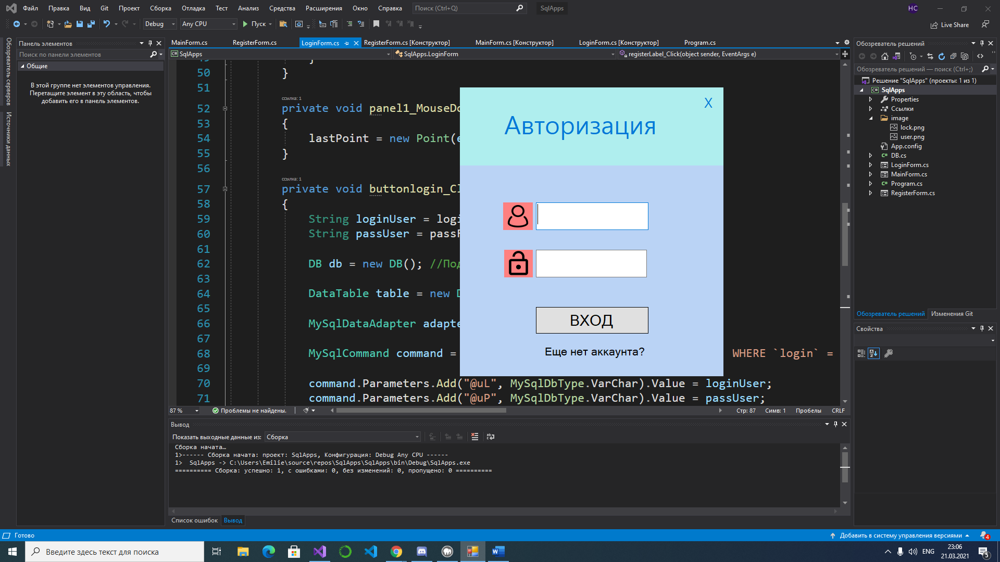 Файл Правка Вид Git Проект Сборка Отладка Тест Анализ Средства Расширения Окно Справка Поиск (Ctrl+Q) SqlApps НС
Debug Any CPU Пуск Live Share
Обозреватель серверов
Источники данных
Панель элементов
Поиск по панели элементов
Общие
В этой группе нет элементов управления.
Перетащите элемент в эту область, чтобы
добавить его в панель элементов.
MainForm.cs RegisterForm.cs LoginForm.cs RegisterForm.cs [Конструктор] MainForm.cs [Конструктор] LoginForm.cs [Конструктор] Program.cs
SqlApps SqlApps.LoginForm registerLabel_Click(object sender, EventArgs e)
50 }
51
ссылка: 1
52 private void panel1_MouseDo
53 {
54 lastPoint = new Point(e
55 }
56
ссылка: 1
57 private void buttonlogin_Cl
58 {
59 String loginUser = logi
60 String passUser = passF
61
62 DB db = new DB(); //Под
63
64 DataTable table = new D
65
66 MySqlDataAdapter adapte
67
68 MySqlCommand command = WHERE `login` =
69
70 command.Parameters.Add("@uL", MySqlDbType.VarChar).Value = loginUser;
71 command.Parameters.Add("@uP", MySqlDbType.VarChar).Value = passUser;
X
Авторизация
ВХОД
Еще нет аккаунта?
87 % Проблемы не найдены. Стр: 87 Симв: 1 Пробелы CRLF
Вывод
Показать выходные данные из: Сборка
Сборка начата…
1>------ Сборка начата: проект: SqlApps, Конфигурация: Debug Any CPU ------
1> SqlApps -> C:\Users\Emilie\source\repos\SqlApps\SqlApps\bin\Debug\SqlApps.exe
========== Сборка: успешно: 1, с ошибками: 0, без изменений: 0, пропущено: 0 ==========
Список ошибок Вывод
Обозреватель решений
Обозреватель решений — поиск (Ctrl+;)
Решение "SqlApps" (проекты: 1 из 1)
SqlApps
Properties
Ссылки
image
lock.png
user.png
App.config
DB.cs
LoginForm.cs
MainForm.cs
Program.cs
RegisterForm.cs
Обозреватель решений Изменения Git
Свойства
Готово Добавить в систему управления версиями 4
Введите здесь текст для поиска
ENG 23:06
21.03.2021 5